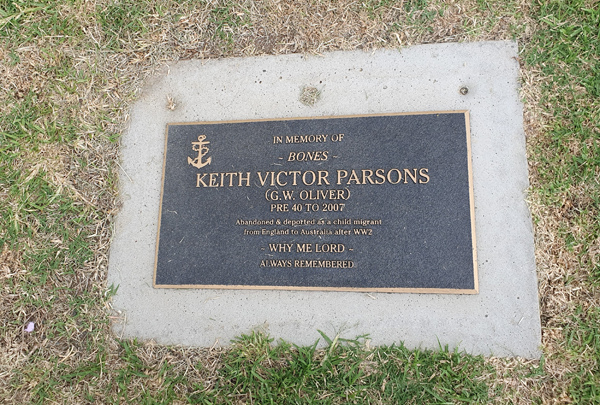 IN MEMORY OF
~ BONES ~
KEITH VICTOR PARSONS
(G.W. OLIVER)
PRE 40 TO 2007
Abandoned & deported as a child migrant
from England to Australia after WW2
~ WHY ME LORD ~
ALWAYS REMEMBERED